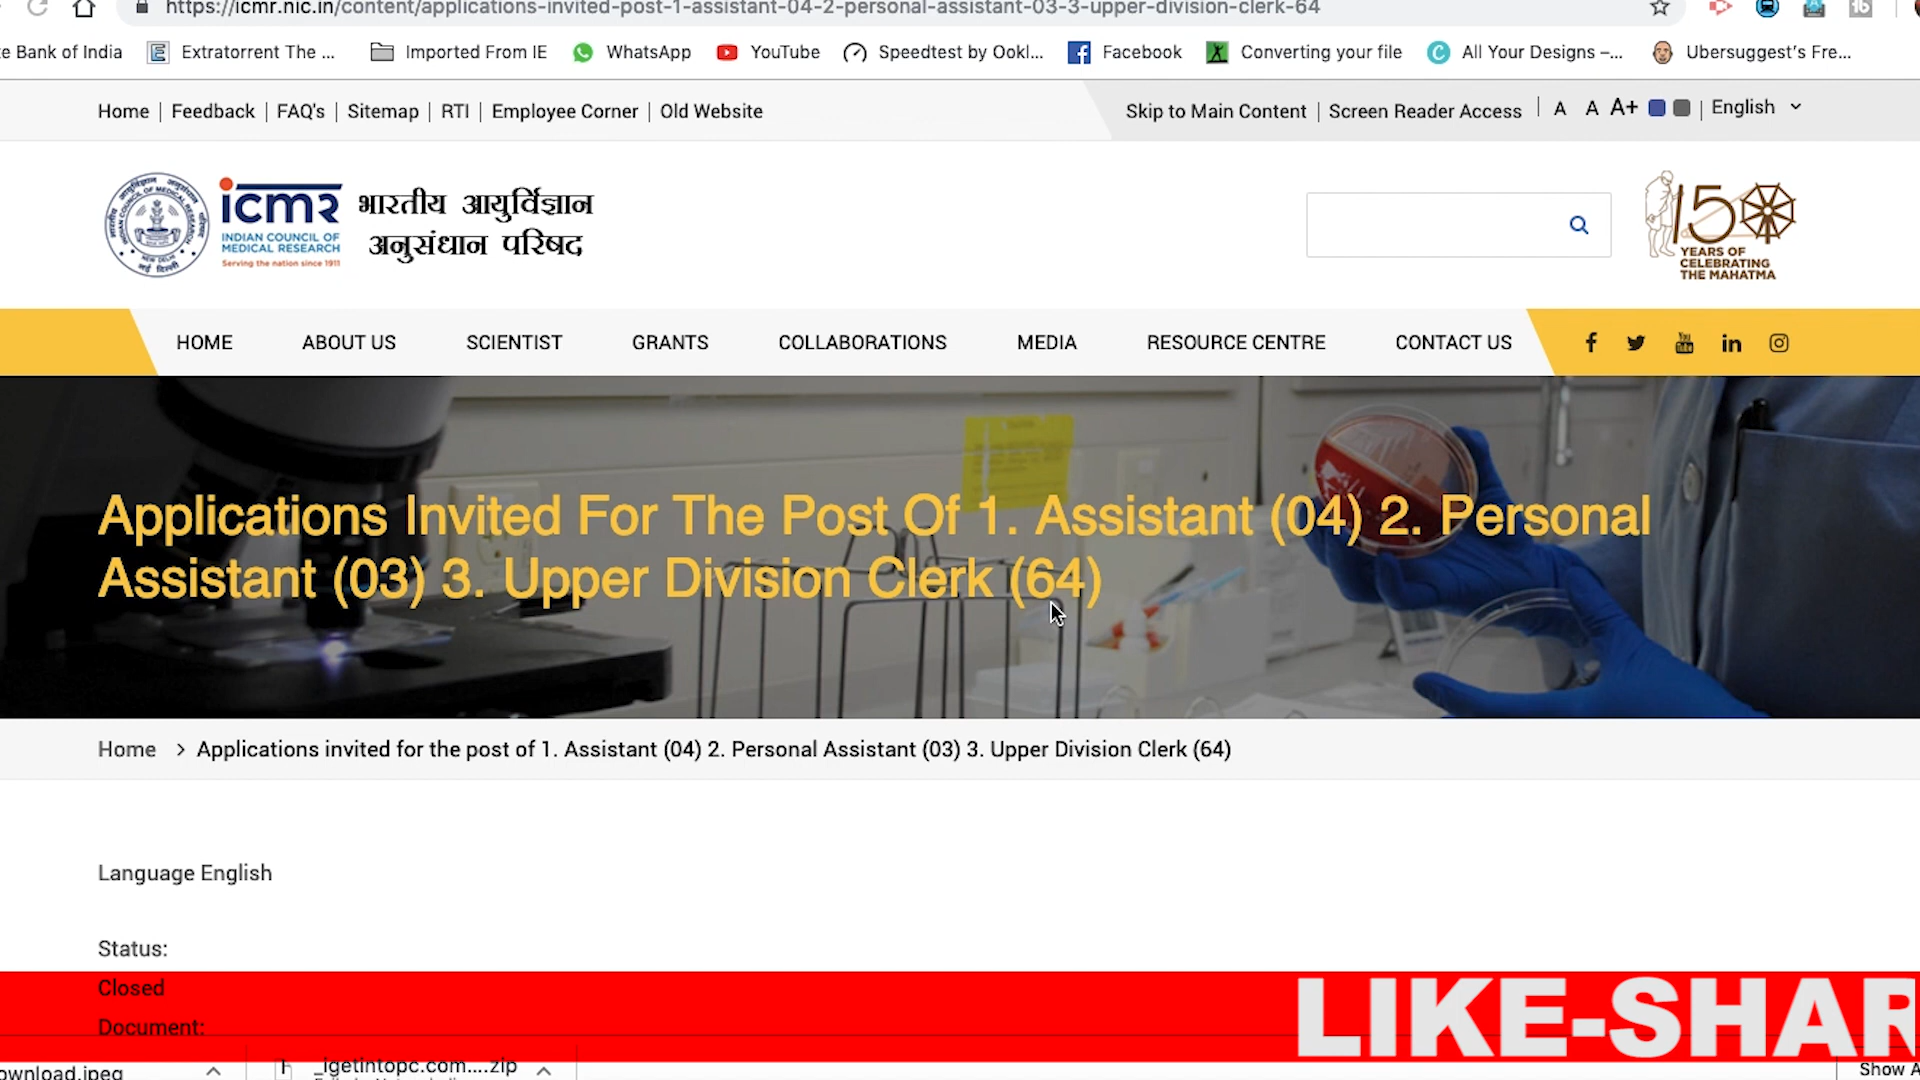 https://icmr.nic.in/content/applications-invited-post-1-assistant-04-2-personal-assistant-03-3-upper-division-clerk-64
e Bank of India Extratorrent The ... Imported From IE WhatsApp YouTube Speedtest by Ookl... Facebook Converting your file All Your Designs –... Ubersuggest's Fre...
Home | Feedback | FAQ's | Sitemap | RTI | Employee Corner | Old Website Skip to Main Content | Screen Reader Access | A A A+ | English
icmr भारतीय आयुर्विज्ञान
INDIAN COUNCIL OF
MEDICAL RESEARCH
Serving the nation since 1911
अनुसंधान परिषद
150
YEARS OF
CELEBRATING
THE MAHATMA
HOME ABOUT US SCIENTIST GRANTS COLLABORATIONS MEDIA RESOURCE CENTRE CONTACT US
Applications Invited For The Post Of 1. Assistant (04) 2. Personal
Assistant (03) 3. Upper Division Clerk (64)
Home > Applications invited for the post of 1. Assistant (04) 2. Personal Assistant (03) 3. Upper Division Clerk (64)
Language English
Status:
Closed
Document:
LIKE-SHAR
ownload.jpeg _igetintopc.com....zip Show A